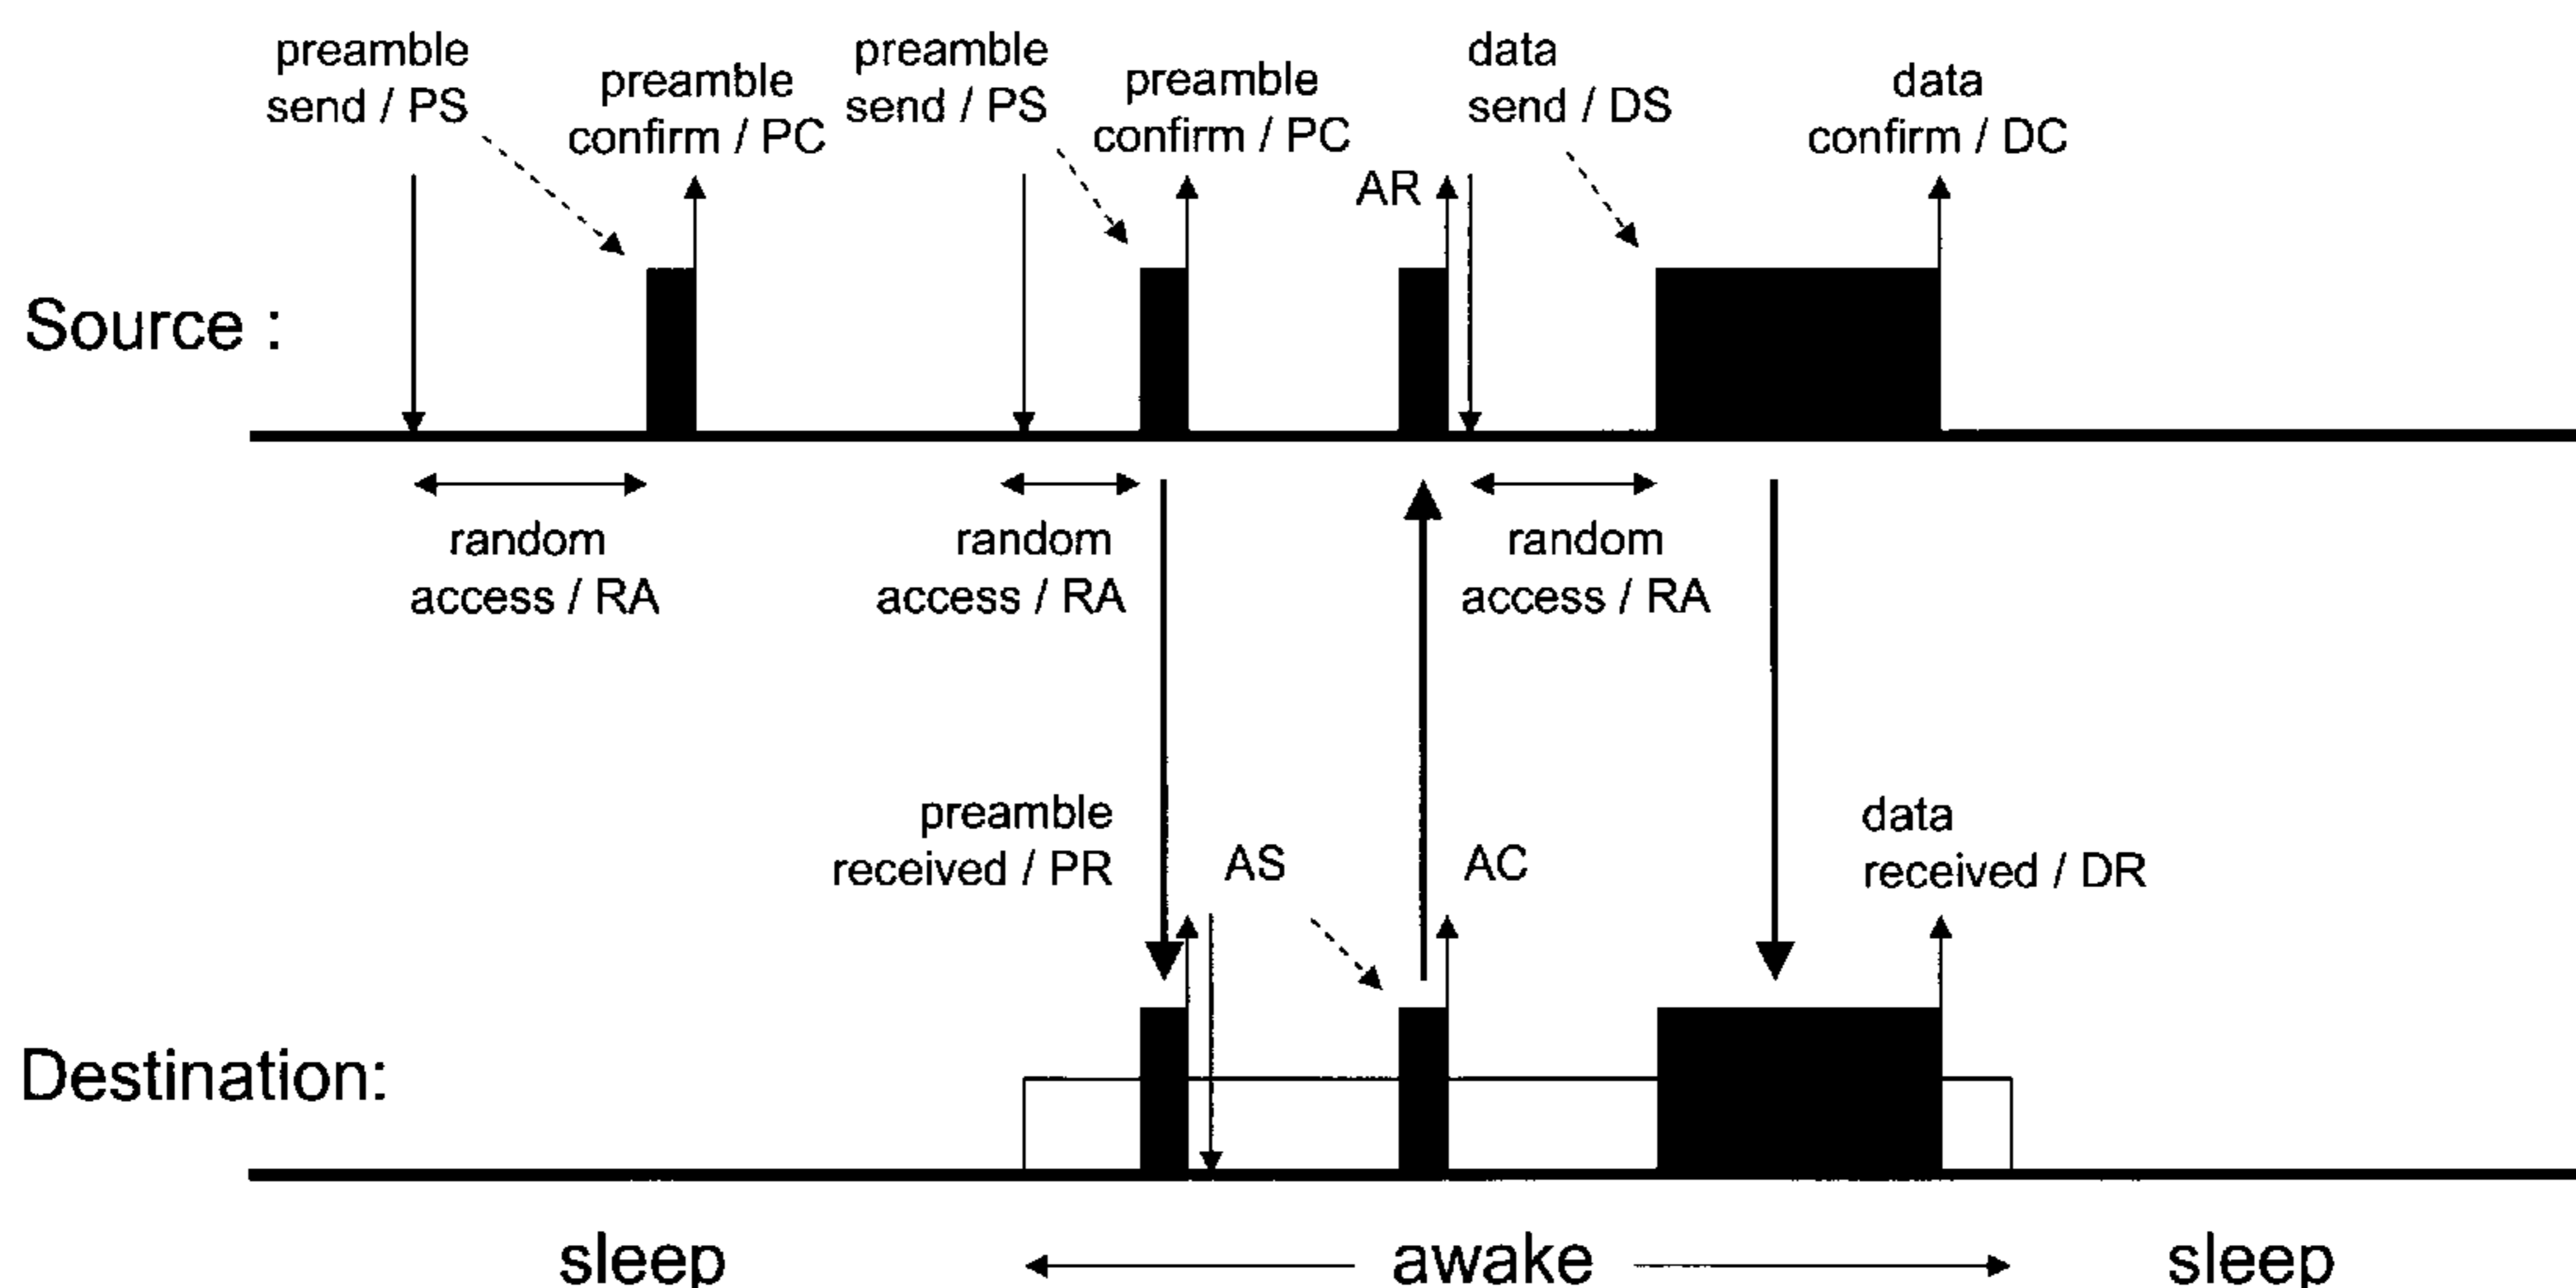 preamble
send / PS
preamble
confirm / PC
preamble
send / PS
preamble
confirm / PC
AR
data
send / DS
data
confirm / DC
Source :
random
access / RA
random
access / RA
random
access / RA
preamble
received / PR
AS
AC
data
received / DR
Destination:
sleep
awake
sleep